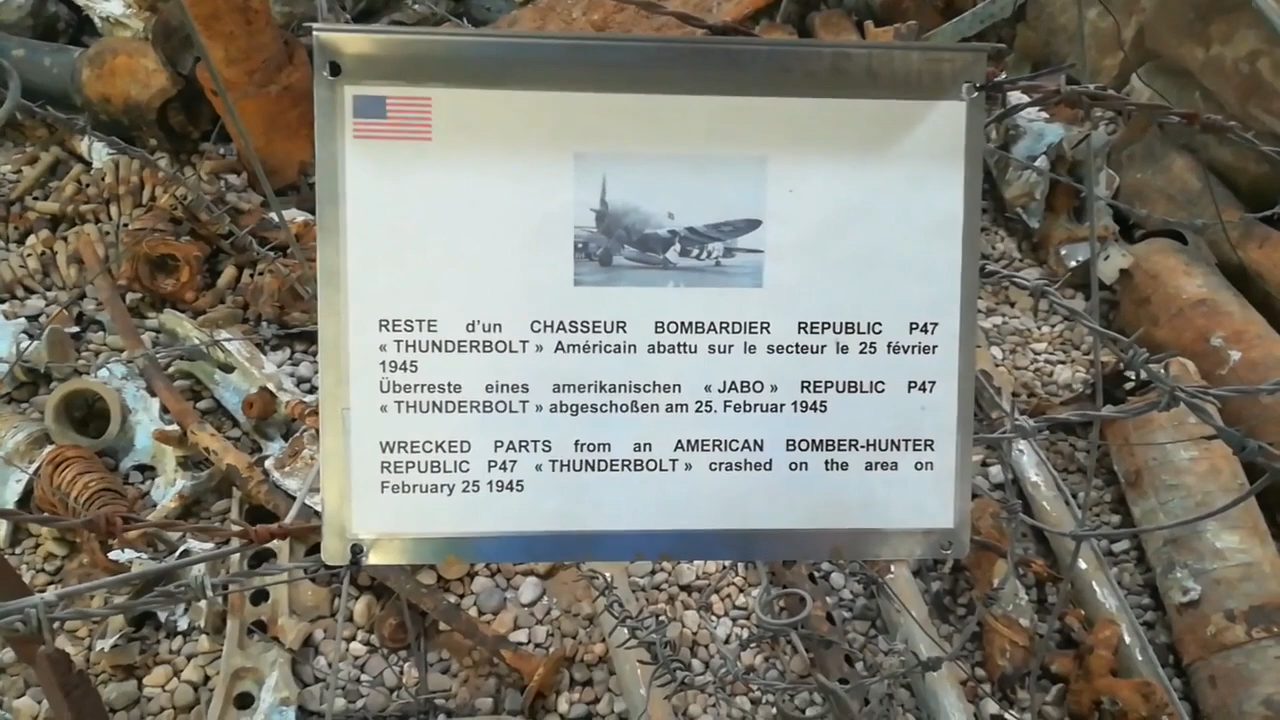 RESTE d'un CHASSEUR BOMBARDIER REPUBLIC P47
« THUNDERBOLT » Américain abattu sur le secteur le 25 février
1945
Überreste eines amerikanischen « JABO » REPUBLIC P47
« THUNDERBOLT » abgeschoßen am 25. Februar 1945
WRECKED PARTS from an AMERICAN BOMBER-HUNTER
REPUBLIC P47 « THUNDERBOLT » crashed on the area on
February 25 1945